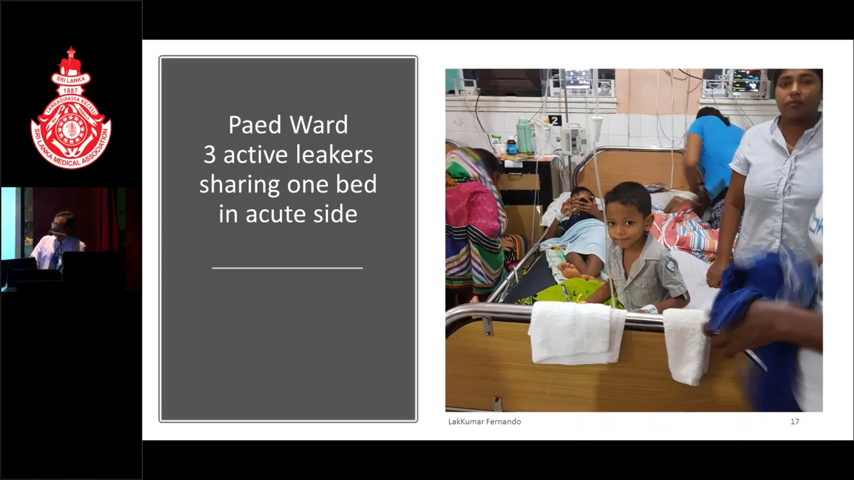 SRI LANKA
1887
SRI LANKA MEDICAL ASSOCIATION
Paed Ward
3 active leakers
sharing one bed
in acute side
2
LakKumar Fernando
17